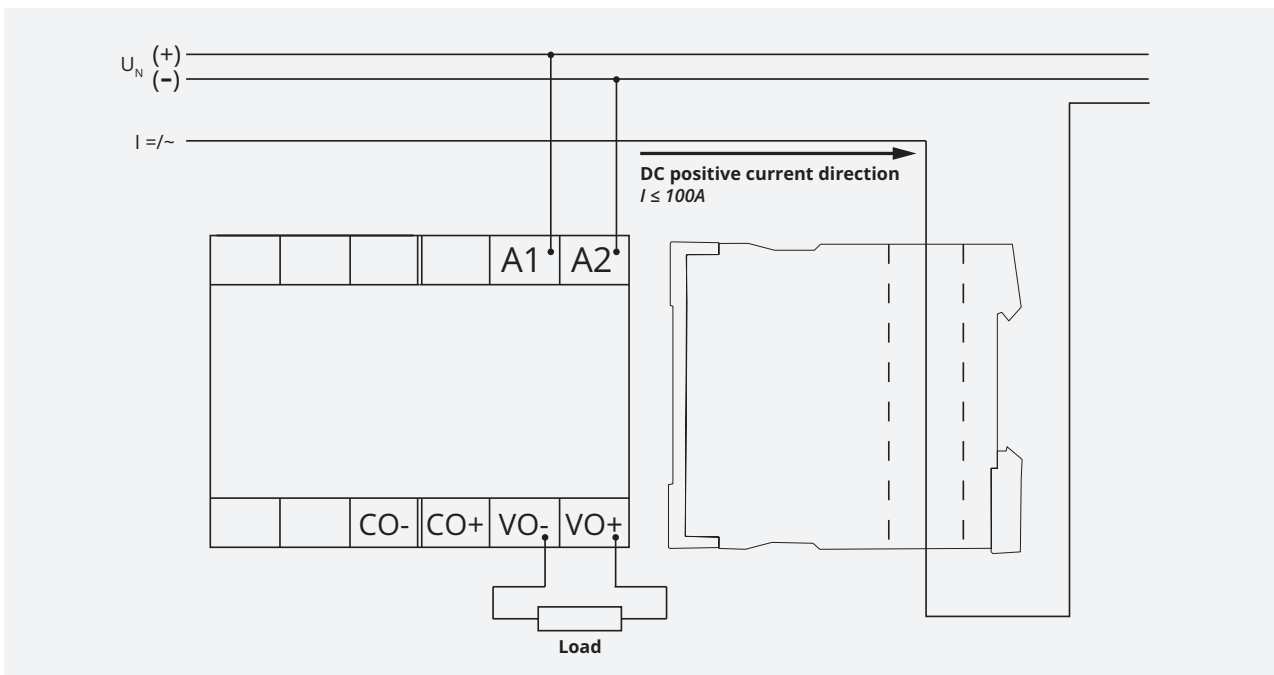 U_N (+)
(−)
I =/~
DC positive current direction
I ≤ 100A
A1 A2
CO- CO+ VO- VO+
Load